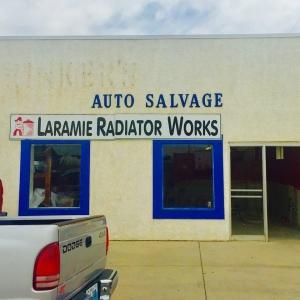 AUTO SALVAGE
LARAMIE RADIATOR WORKS
DODGE